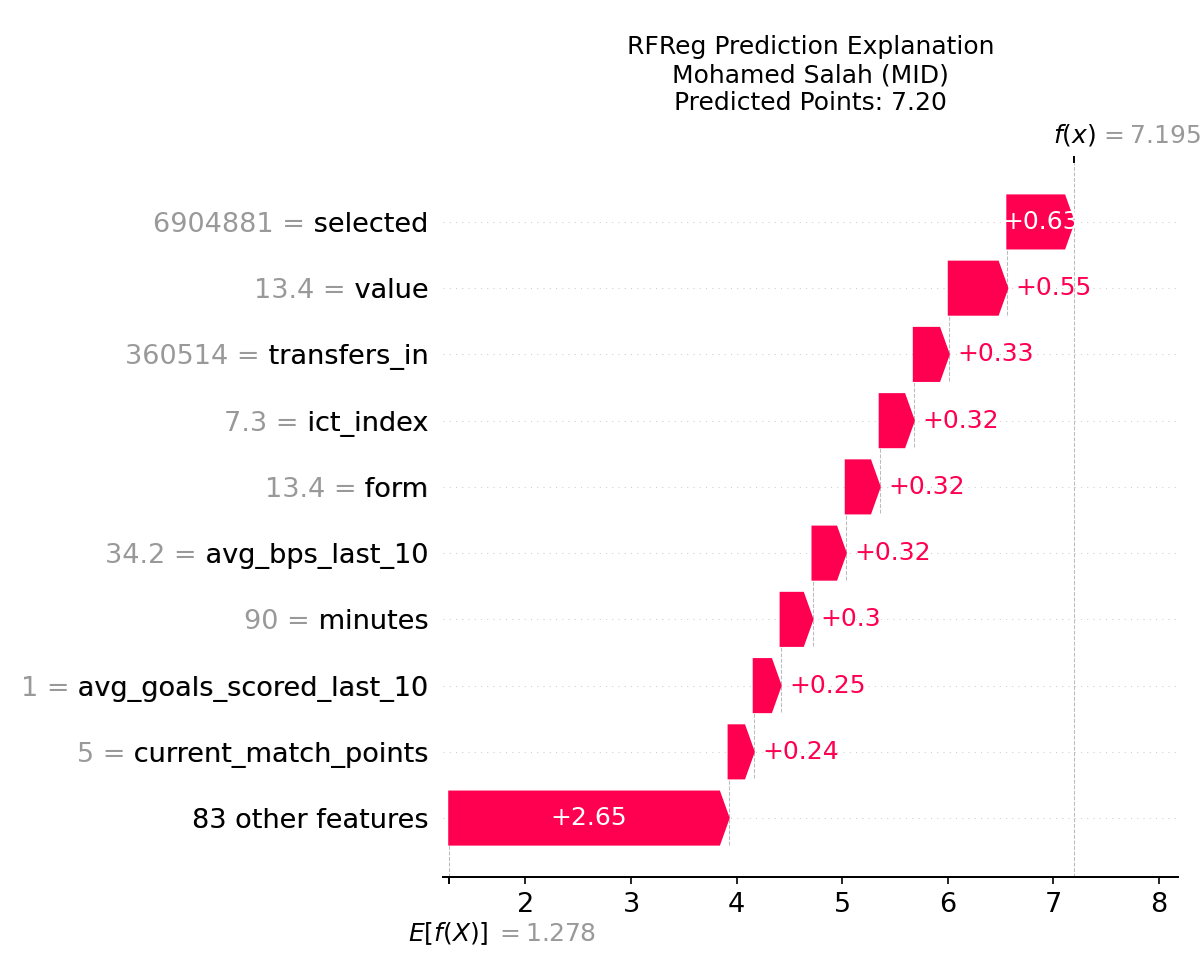 RFReg Prediction Explanation
Mohamed Salah (MID)
Predicted Points: 7.20
f(x) = 7.195
6904881 = selected +0.63
13.4 = value +0.55
360514 = transfers_in +0.33
7.3 = ict_index +0.32
13.4 = form +0.32
34.2 = avg_bps_last_10 +0.32
90 = minutes +0.3
1 = avg_goals_scored_last_10 +0.25
5 = current_match_points +0.24
83 other features +2.65
2 3 4 5 6 7 8
E[f(X)] = 1.278